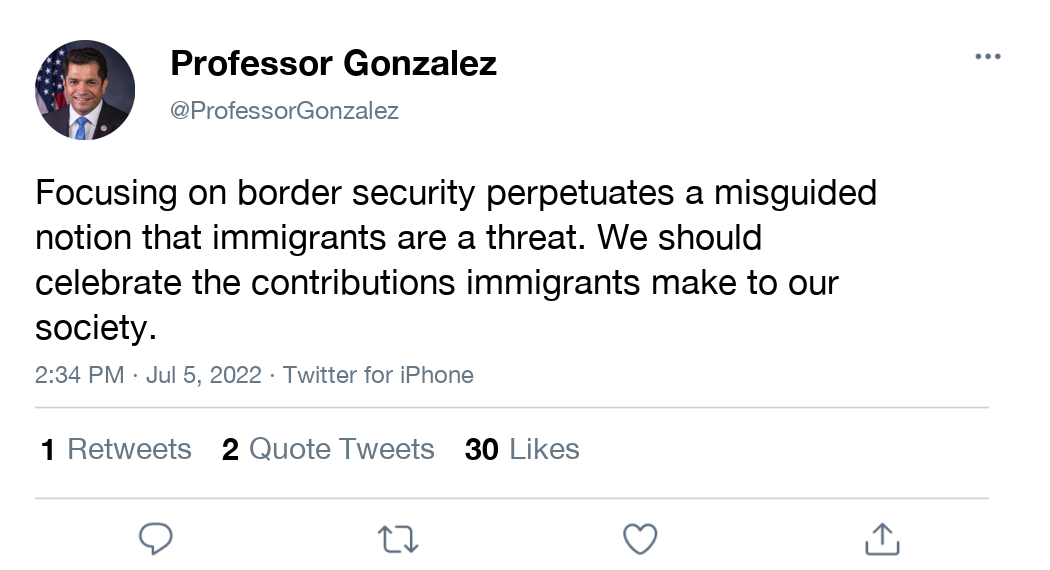 Professor Gonzalez
@ProfessorGonzalez
Focusing on border security perpetuates a misguided
notion that immigrants are a threat. We should
celebrate the contributions immigrants make to our
society.
2:34 PM · Jul 5, 2022 · Twitter for iPhone
1 Retweets 2 Quote Tweets 30 Likes